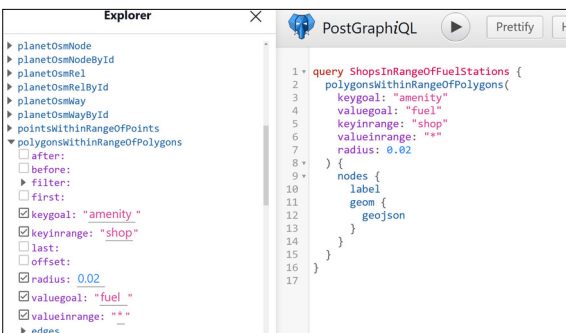 Explorer
planetOsmNode
planetOsmNodeById
planetOsmRel
planetOsmRelById
planetOsmWay
planetOsmWayById
pointsWithinRangeOfPoints
polygonsWithinRangeOfPolygons
after:
before:
filter:
first:
keygoal: "amenity "
keyinrange: "shop"
last:
offset:
radius: 0.02
valuegoal: "fuel "
valueinrange: "*"
edges
PostGraphiQL
Prettify
H
1 query ShopsInRangeOfFuelStations {
2 polygonsWithinRangeOfPolygons(
3 keygoal: "amenity"
4 valuegoal: "fuel"
5 keyinrange: "shop"
6 valueinrange: "*"
7 radius: 0.02
8 ) {
9 nodes {
10 label
11 geom {
12 geojson
13 }
14 }
15 }
16 }
17